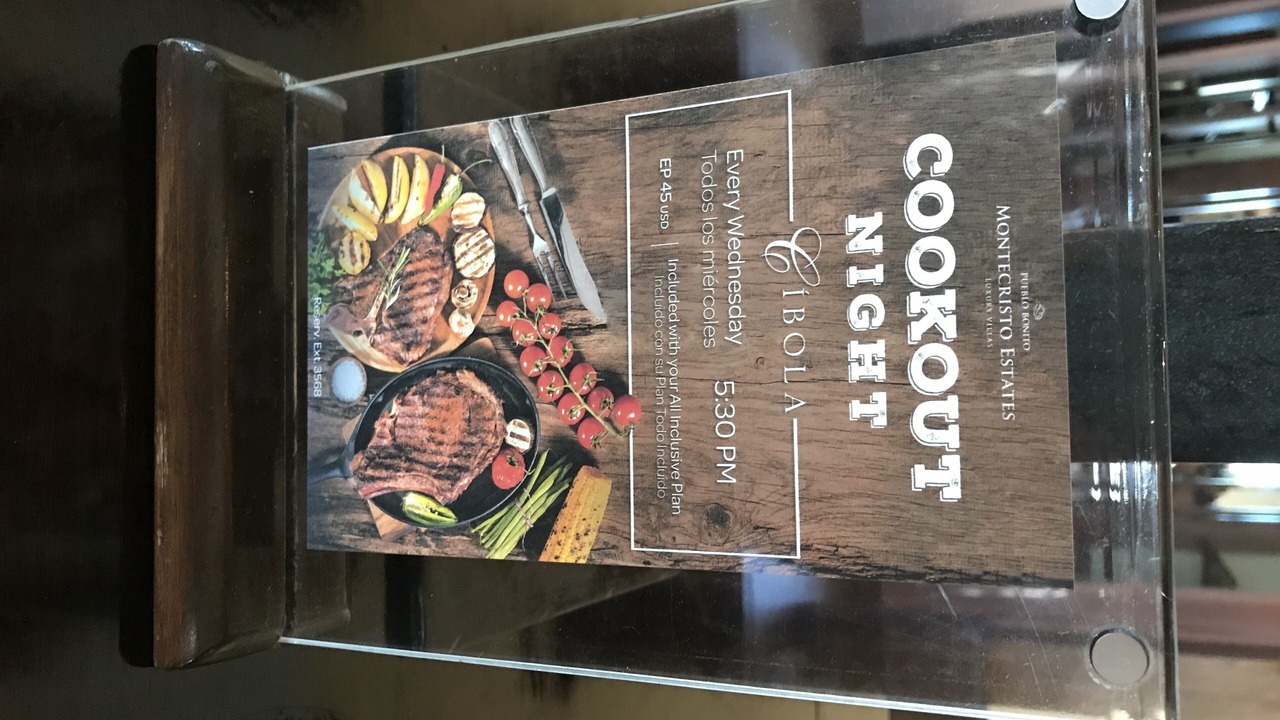 PUEBLO BONITO
MONTECRISTO ESTATES
LUXURY VILLAS
COOKOUT
NIGHT
CÍBOLA
Every Wednesday 5:30 PM
Todos los miércoles
EP 45 USD | Included with your All Inclusive Plan
Incluido con su Plan Todo Incluido
Reserv. Ext. 3568